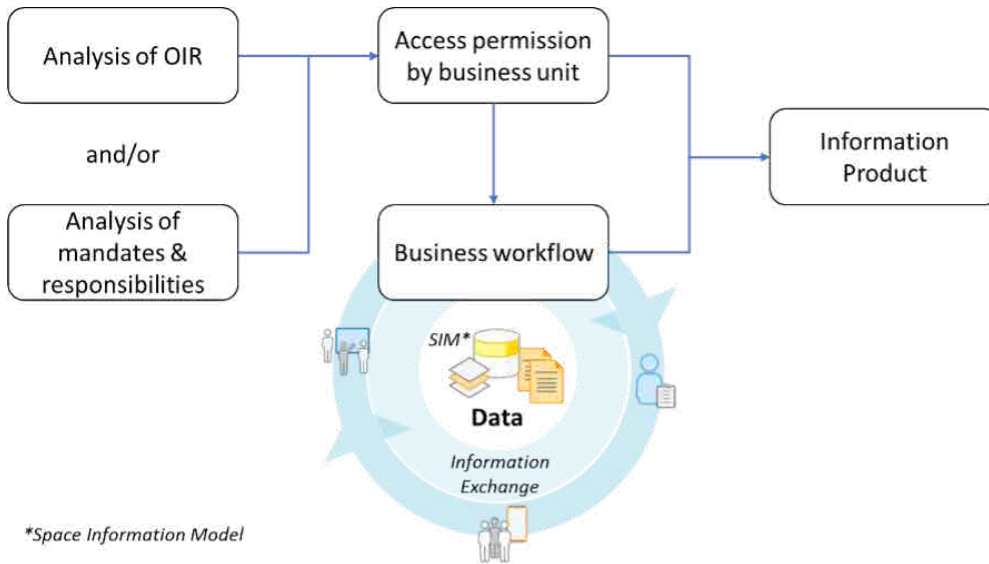 Analysis of OIR
and/or
Analysis of
mandates &
responsibilities
Access permission
by business unit
Business workflow
Information
Product
SIM*
Data
Information
Exchange
*Space Information Model